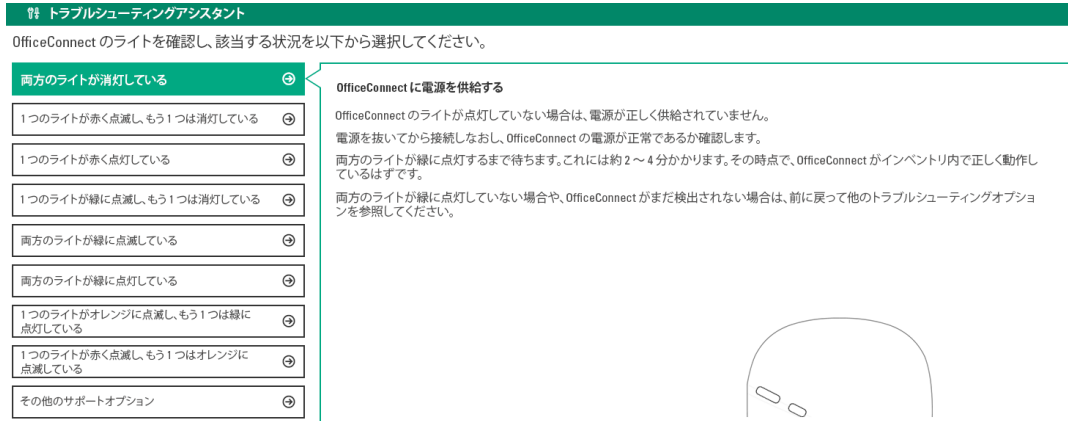 トラブルシューティングアシスタント
OfficeConnect のライトを確認し、該当する状況を以下から選択してください。
両方のライトが消灯している
1つのライトが赤く点滅し、もう1つは消灯している
1つのライトが赤く点灯している
1つのライトが緑に点滅し、もう1つは消灯している
両方のライトが緑に点滅している
両方のライトが緑に点灯している
1つのライトがオレンジに点滅し、もう1つは緑に
点灯している
1つのライトが赤く点滅し、もう1つはオレンジに
点滅している
その他のサポートオプション
OfficeConnect に電源を供給する
OfficeConnect のライトが点灯していない場合は、電源が正しく供給されていません。
電源を抜いてから接続しなおし、OfficeConnect の電源が正常であるか確認します。
両方のライトが緑に点灯するまで待ちます。これには約 2 ～ 4 分かかります。その時点で、OfficeConnect がインベントリ内で正しく動作し
ているはずです。
両方のライトが緑に点灯していない場合や、OfficeConnect がまだ検出されない場合は、前に戻って他のトラブルシューティングオプショ
ンを参照してください。